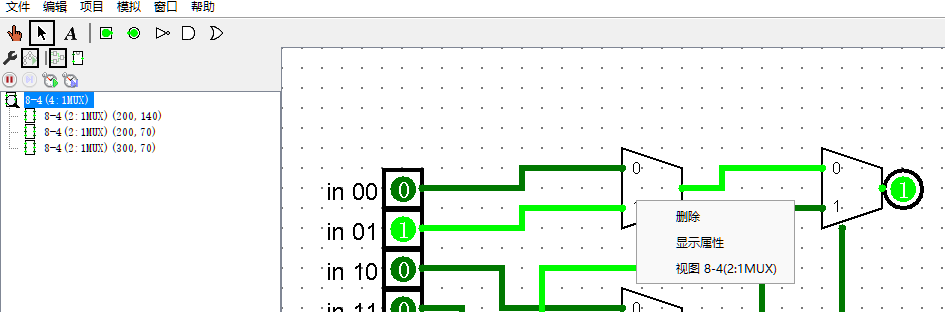 文件 编辑 项目 模拟 窗口 帮助
A
8-4(4:1MUX)
8-4(2:1MUX)(200,140)
8-4(2:1MUX)(200,70)
8-4(2:1MUX)(300,70)
0 0
in 00 0 1
in 01 1 1
in 10 0
in 11 0
删除
显示属性
视图 8-4(2:1MUX)